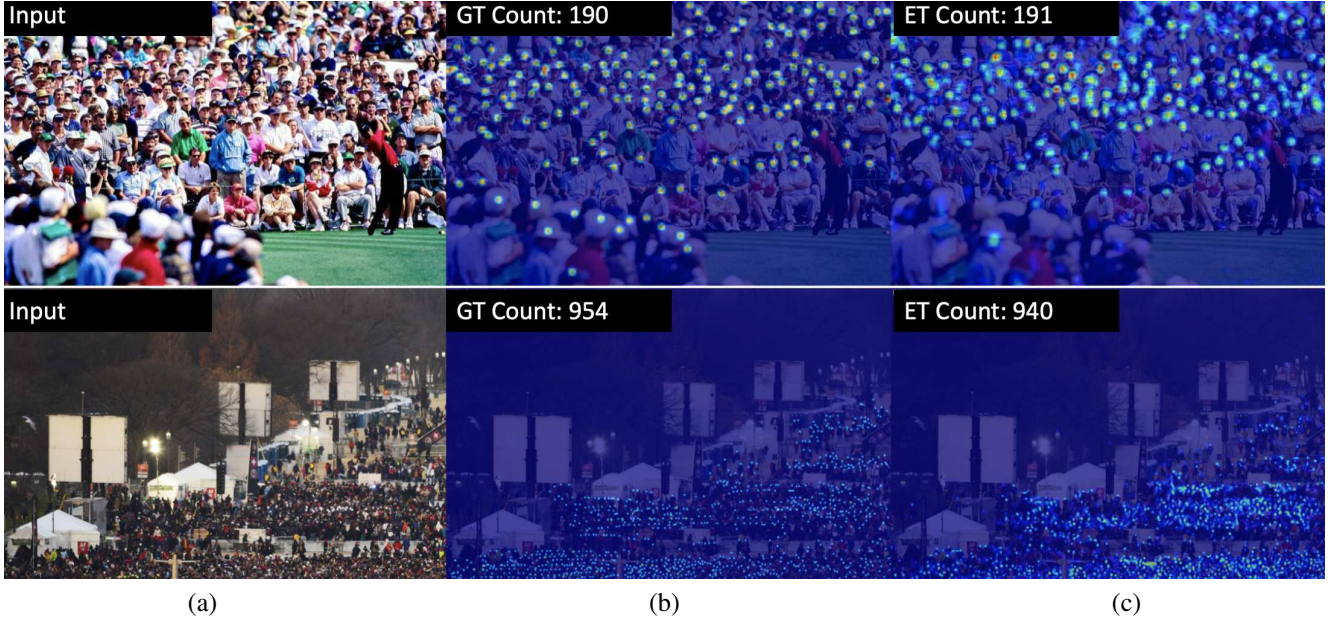 Input
GT Count: 190
ET Count: 191
Input
GT Count: 954
ET Count: 940
(a)
(b)
(c)